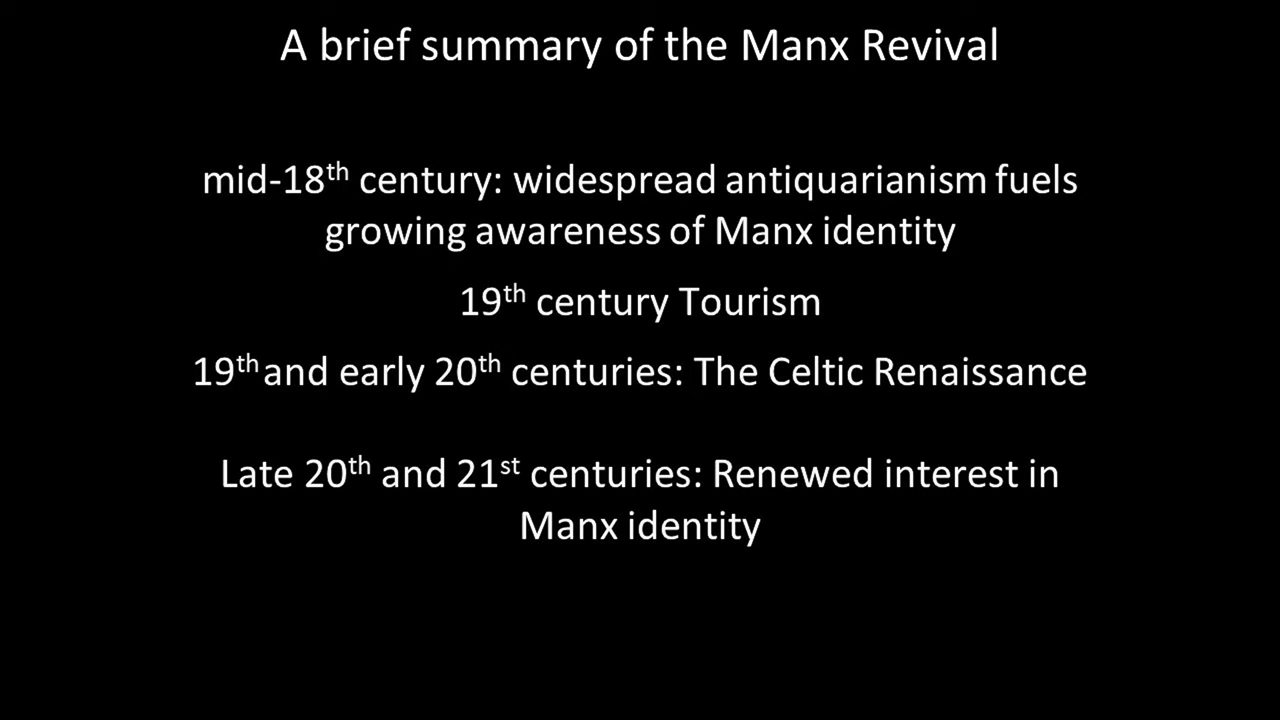 A brief summary of the Manx Revival
mid-18th century: widespread antiquarianism fuels
growing awareness of Manx identity
19th century Tourism
19th and early 20th centuries: The Celtic Renaissance
Late 20th and 21st centuries: Renewed interest in
Manx identity